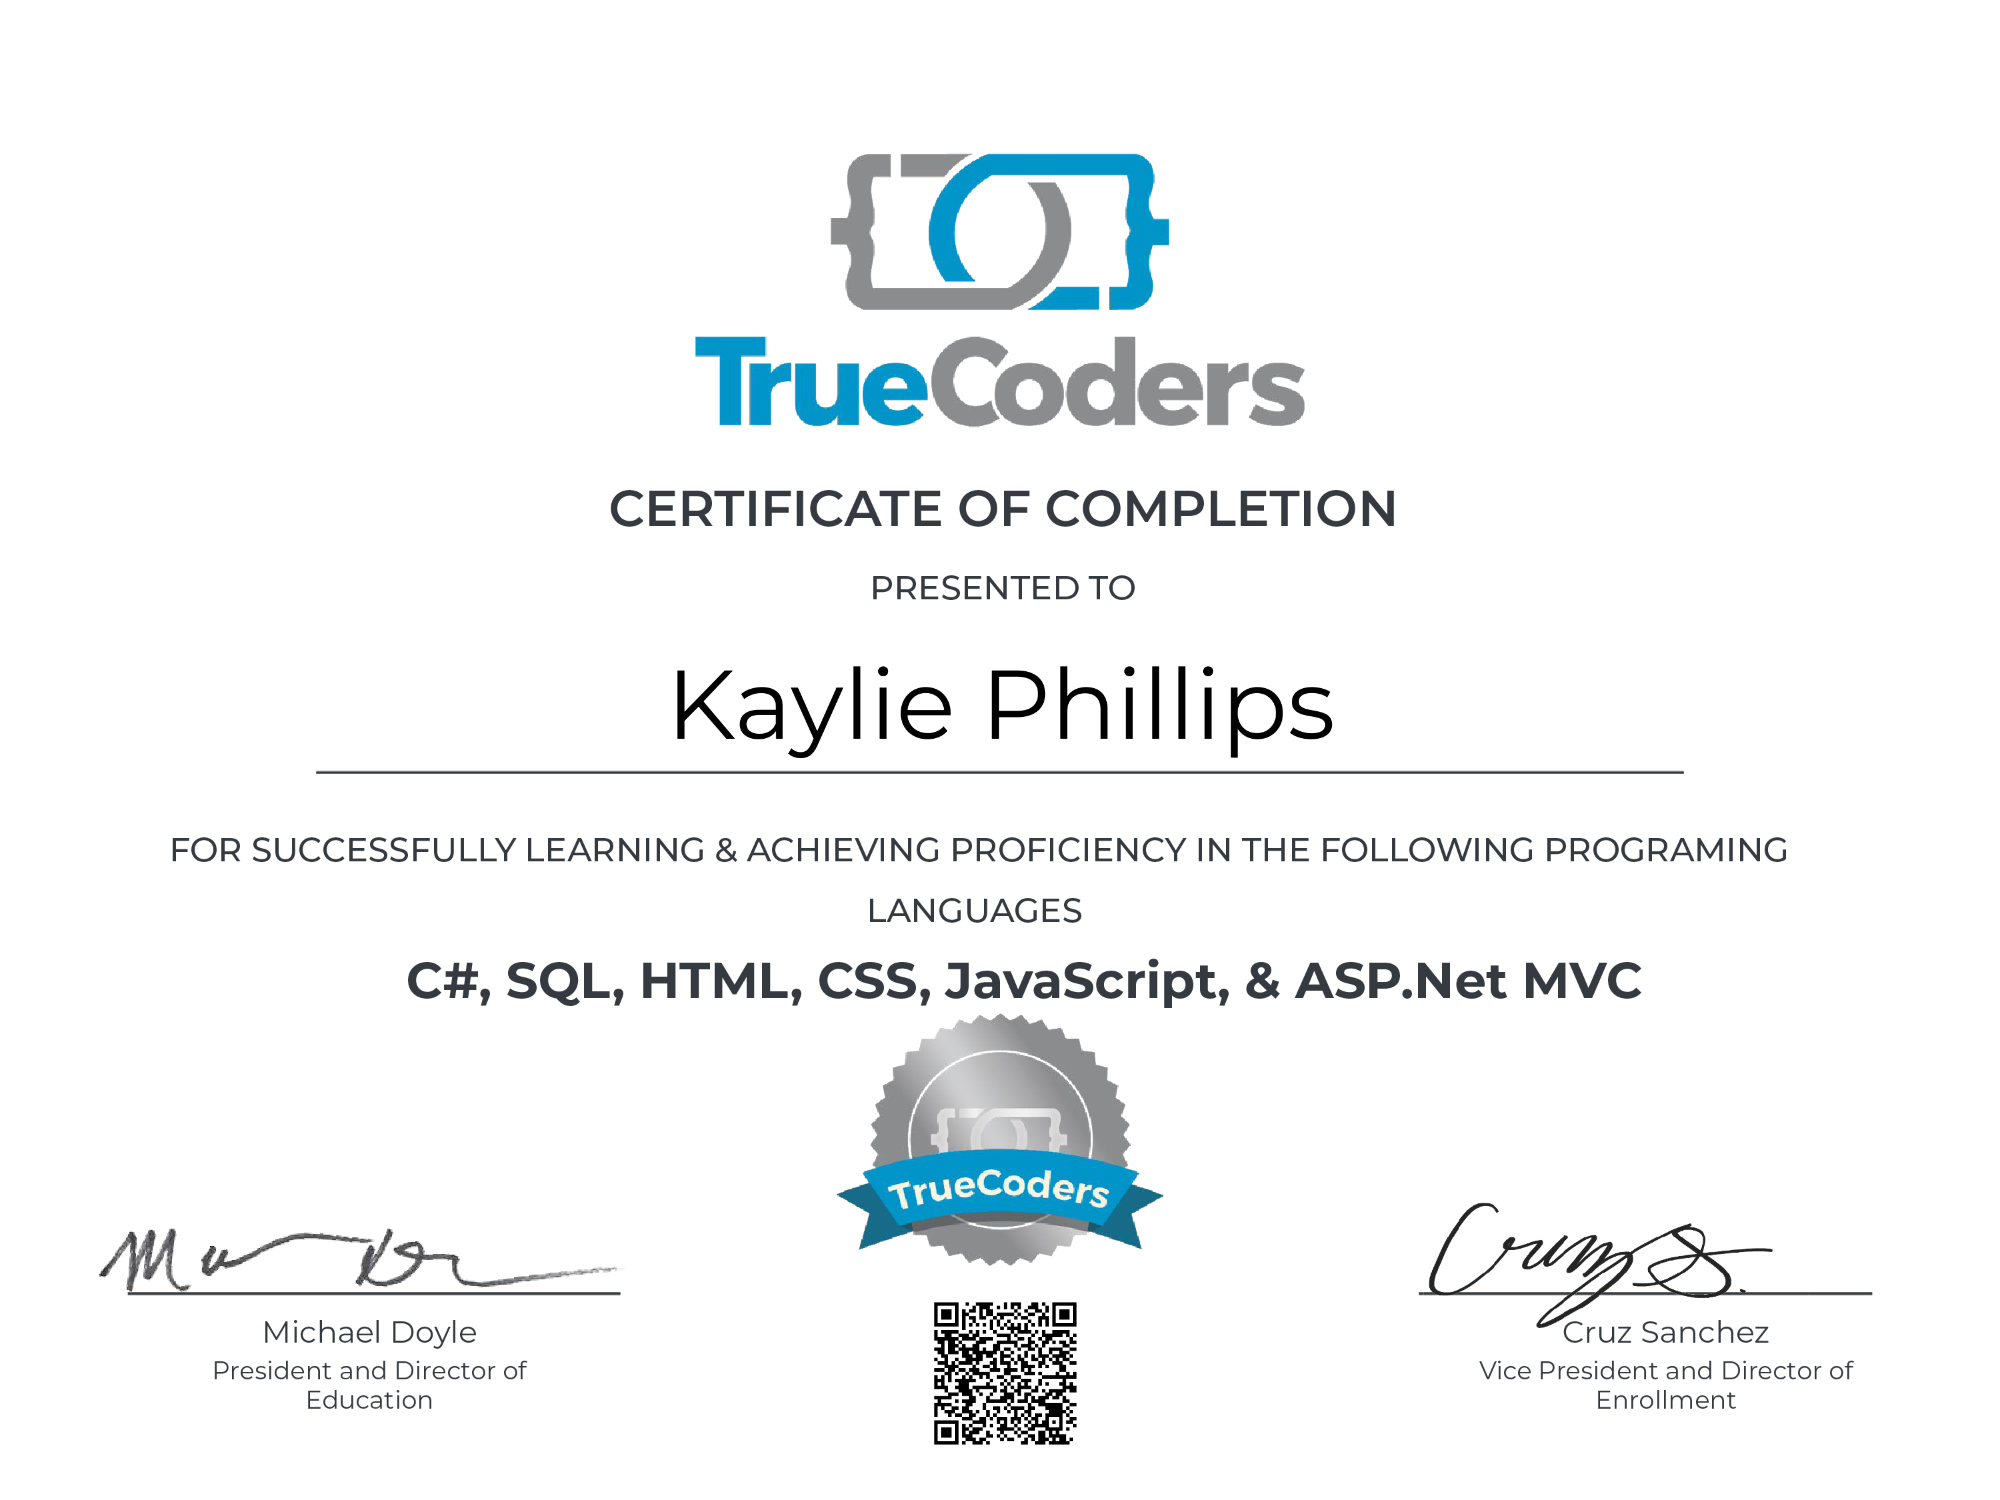 TrueCoders
CERTIFICATE OF COMPLETION
PRESENTED TO
Kaylie Phillips
FOR SUCCESSFULLY LEARNING & ACHIEVING PROFICIENCY IN THE FOLLOWING PROGRAMING
LANGUAGES
C#, SQL, HTML, CSS, JavaScript, & ASP.Net MVC
TrueCoders
Michael Doyle
President and Director of
Education
Cruz S.
Cruz Sanchez
Vice President and Director of
Enrollment